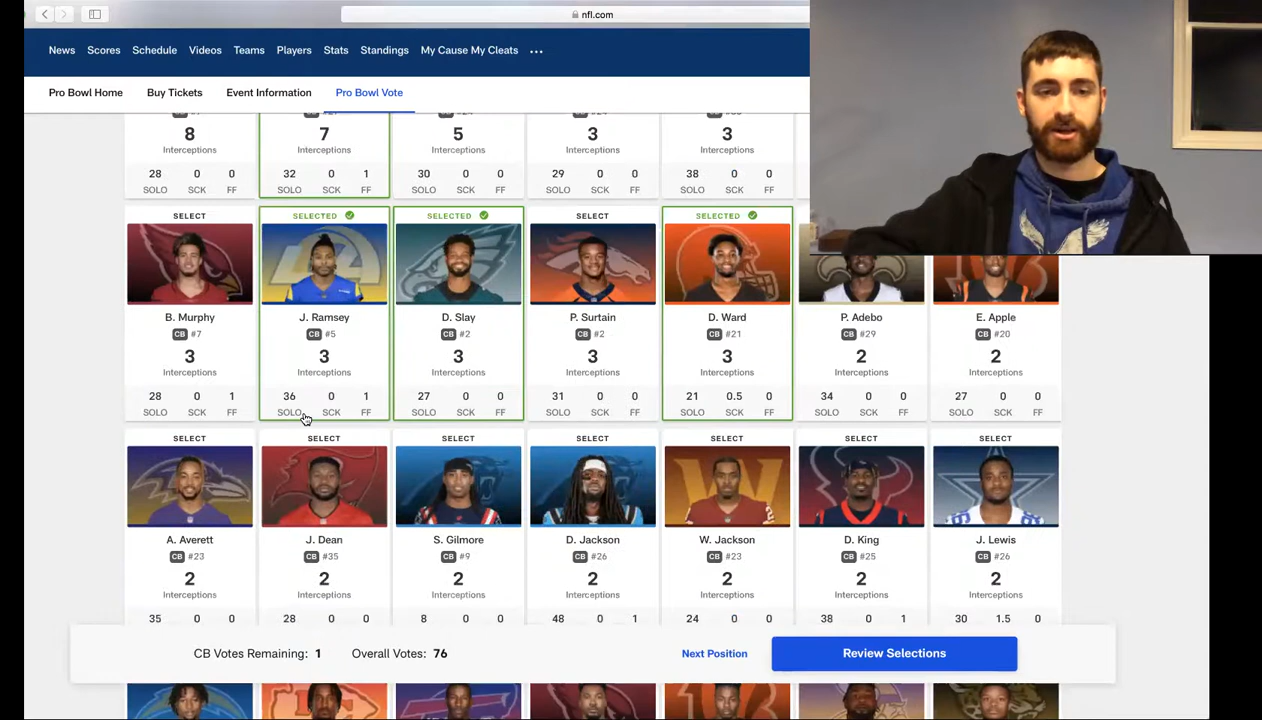 nfl.com
News Scores Schedule Videos Teams Players Stats Standings My Cause My Cleats ...
Pro Bowl Home Buy Tickets Event Information Pro Bowl Vote
8 7 5 3 3
Interceptions Interceptions Interceptions Interceptions Interceptions
28 0 0 32 0 1 30 0 0 29 0 0 38 0 0
SOLO SCK FF SOLO SCK FF SOLO SCK FF SOLO SCK FF SOLO SCK FF
SELECT SELECTED SELECTED SELECT SELECTED
B. Murphy J. Ramsey D. Slay P. Surtain D. Ward P. Adebo E. Apple
CB #7 CB #5 CB #2 CB #2 CB #21 CB #29 CB #20
3 3 3 3 3 2 2
Interceptions Interceptions Interceptions Interceptions Interceptions Interceptions Interceptions
28 0 1 36 0 1 27 0 0 31 0 0 21 0.5 0 34 0 0 27 0 0
SOLO SCK FF SOLO SCK FF SOLO SCK FF SOLO SCK FF SOLO SCK FF SOLO SCK FF SOLO SCK FF
SELECT SELECT SELECT SELECT SELECT SELECT SELECT
A. Averett J. Dean S. Gilmore D. Jackson W. Jackson D. King J. Lewis
CB #23 CB #35 CB #9 CB #26 CB #23 CB #25 CB #26
2 2 2 2 2 2 2
Interceptions Interceptions Interceptions Interceptions Interceptions Interceptions Interceptions
35 0 0 28 0 0 8 0 0 48 0 1 24 0 0 38 0 1 30 1.5 0
CB Votes Remaining: 1 Overall Votes: 76 Next Position Review Selections